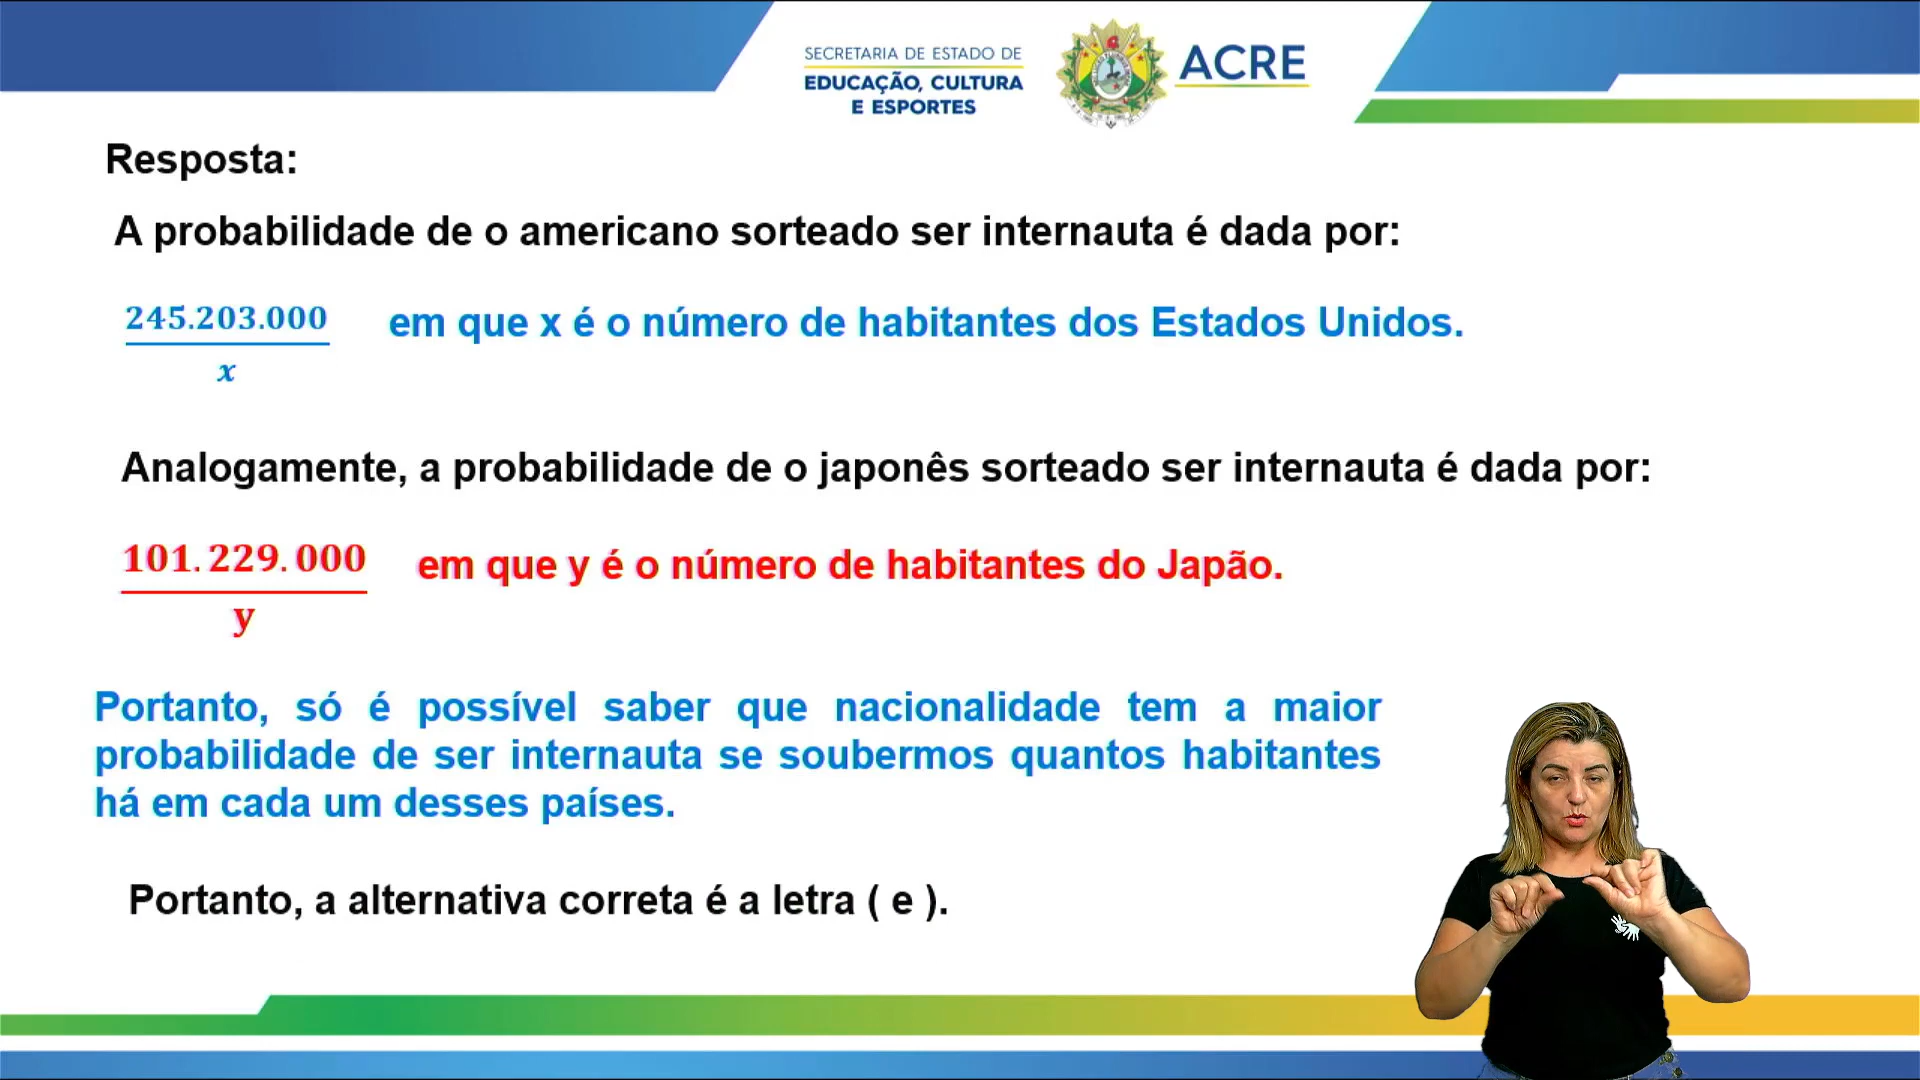 SECRETARIA DE ESTADO DE
EDUCAÇÃO, CULTURA
E ESPORTES
ACRE
Resposta:
A probabilidade de o americano sorteado ser internauta é dada por:
245.203.000
x
em que x é o número de habitantes dos Estados Unidos.
Analogamente, a probabilidade de o japonês sorteado ser internauta é dada por:
101.229.000
y
em que y é o número de habitantes do Japão.
Portanto, só é possível saber que nacionalidade tem a maior
probabilidade de ser internauta se soubermos quantos habitantes
há em cada um desses países.
Portanto, a alternativa correta é a letra ( e ).